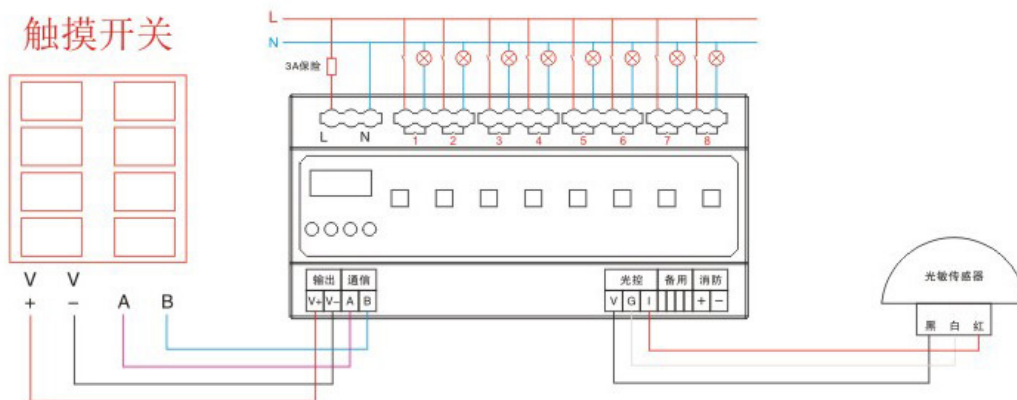 触摸开关
L
N
3A保险
L N
1 2 3 4 5 6 7 8
输出 通信 光控 备用 消防
V+ V- A B V G I + -
V V A B
+ -
光敏传感器
黑 白 红